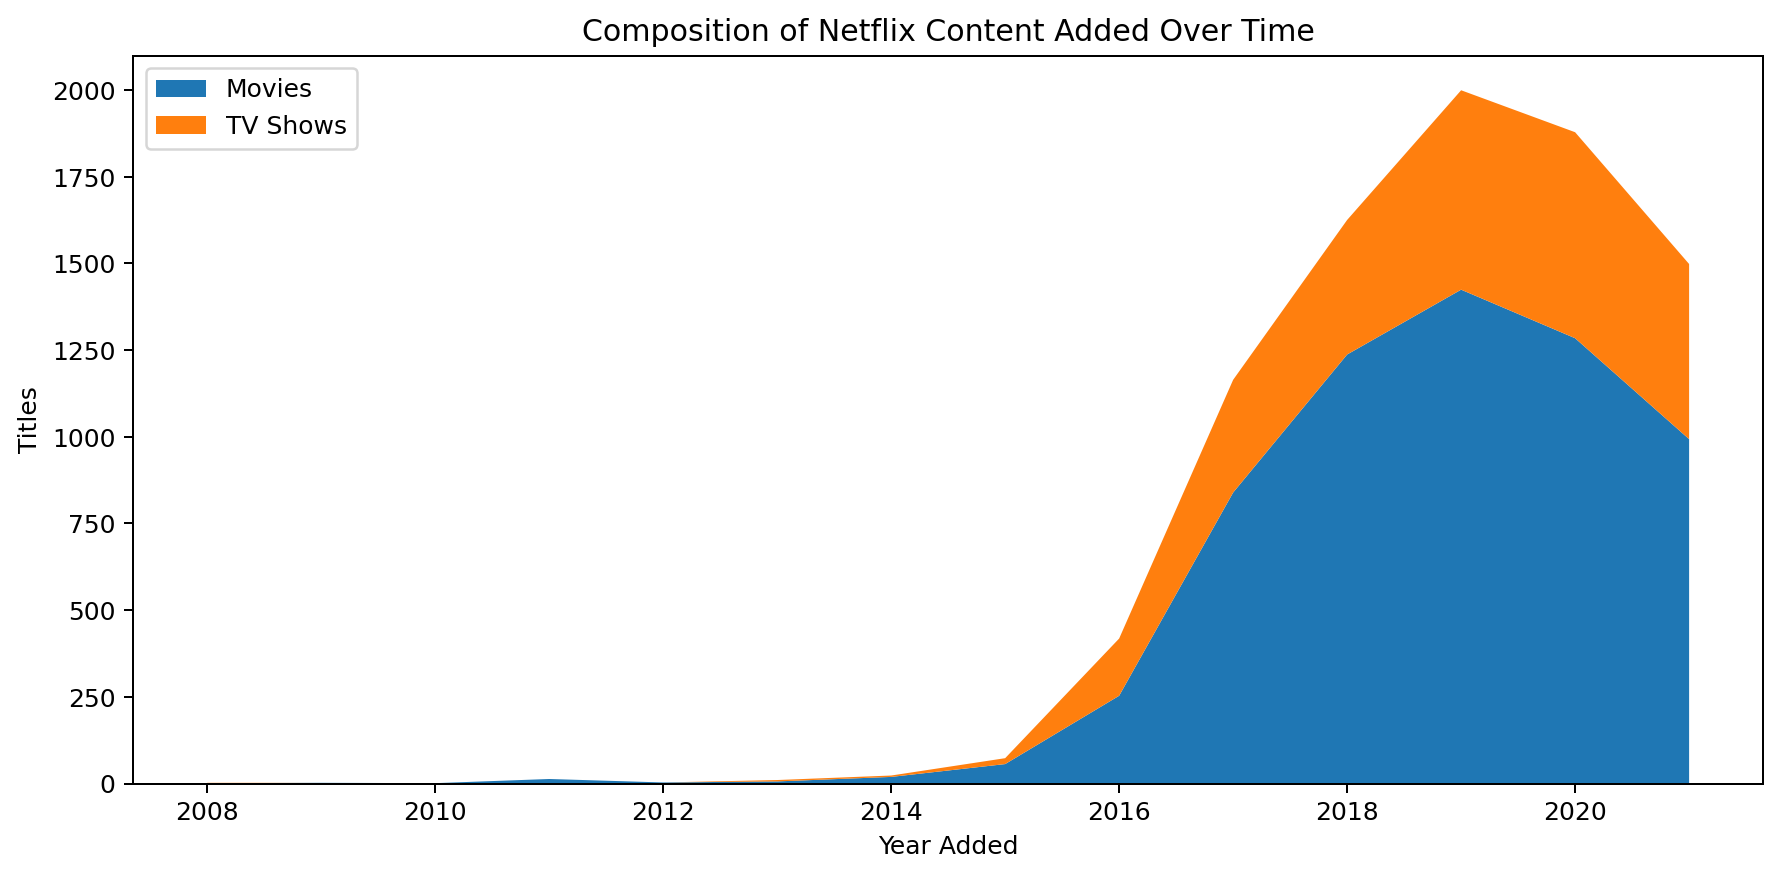 Composition of Netflix Content Added Over Time
Movies
TV Shows
2000
1750
1500
1250
1000
750
500
250
0
Titles
2008 2010 2012 2014 2016 2018 2020
Year Added